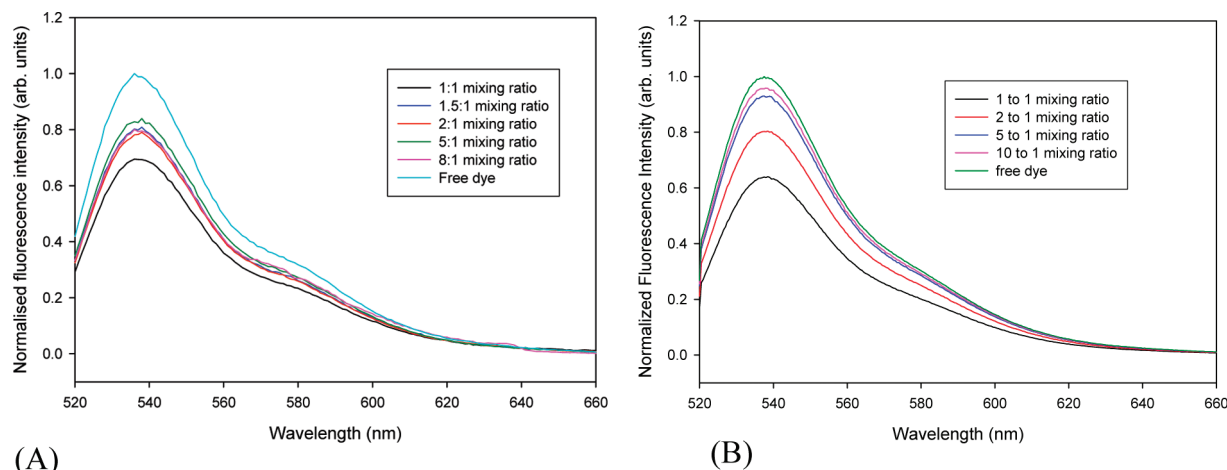 1.2
1.0
0.8
0.6
0.4
0.2
0.0
Normalised fluorescence intensity (arb. units)
1:1 mixing ratio
1.5:1 mixing ratio
2:1 mixing ratio
5:1 mixing ratio
8:1 mixing ratio
Free dye
520 540 560 580 600 620 640 660
Wavelength (nm)
(A)
1.2
1.0
0.8
0.6
0.4
0.2
0.0
Normalized Fluorescence Intensity (arb. units)
1 to 1 mixing ratio
2 to 1 mixing ratio
5 to 1 mixing ratio
10 to 1 mixing ratio
free dye
520 540 560 580 600 620 640 660
Wavelength (nm)
(B)